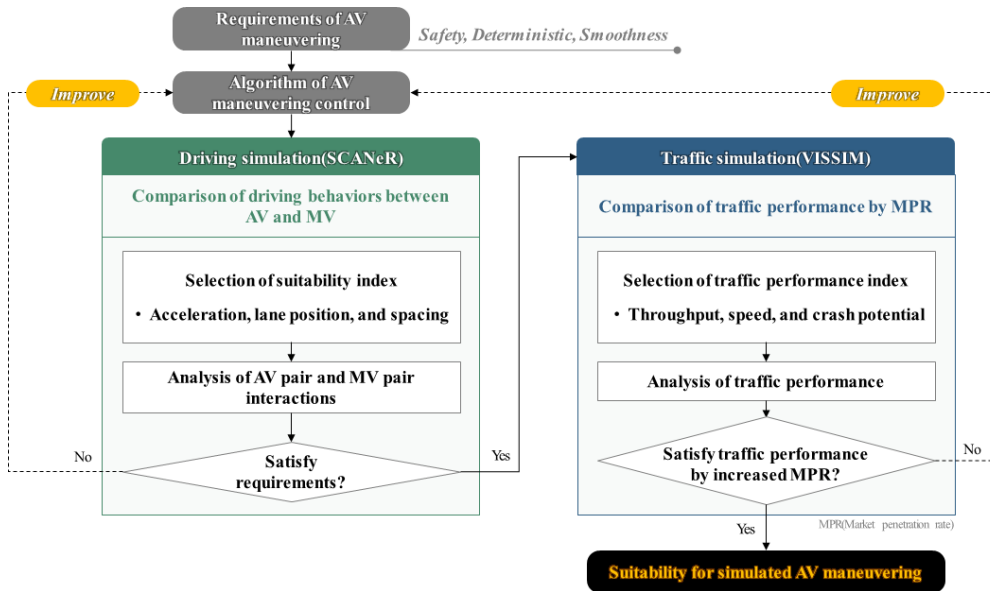 Requirements of AV
maneuvering
Safety, Deterministic, Smoothness
Improve
Algorithm of AV
maneuvering control
Improve
Driving simulation(SCANeR)
Comparison of driving behaviors between
AV and MV
Selection of suitability index
• Acceleration, lane position, and spacing
Analysis of AV pair and MV pair
interactions
No
Satisfy
requirements?
Yes
Traffic simulation(VISSIM)
Comparison of traffic performance by MPR
Selection of traffic performance index
• Throughput, speed, and crash potential
Analysis of traffic performance
Satisfy traffic performance
by increased MPR?
No
Yes
MPR(Market penetration rate)
Suitability for simulated AV maneuvering